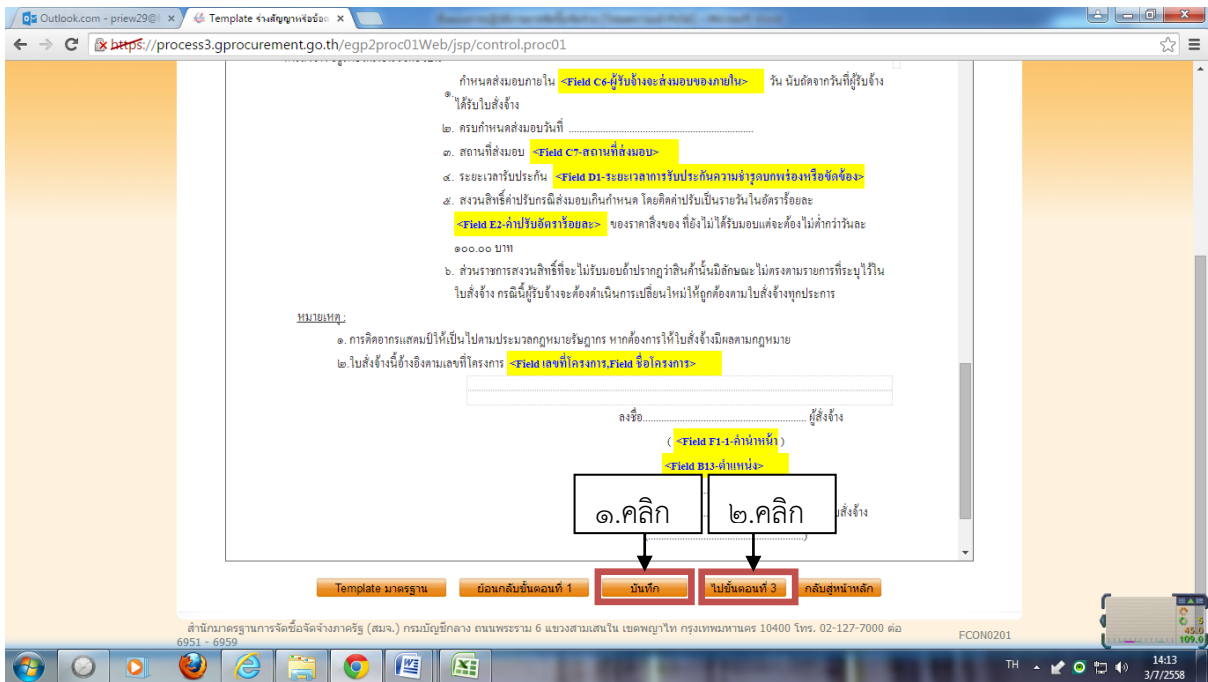 Outlook.com - priew29@
Template ร่างสัญญาหรือข้อ
https://process3.gprocurement.go.th/egp2proc01Web/jsp/control.proc01
กำหนดส่งมอบภายใน <Field C6-ผู้รับจ้างจะส่งมอบของภายใน> วัน นับถัดจากวันที่ผู้รับจ้าง
๑.
ได้รับใบสั่งจ้าง
๒. ครบกำหนดส่งมอบวันที่ ................................................................
๓. สถานที่ส่งมอบ <Field C7-สถานที่ส่งมอบ>
๔. ระยะเวลารับประกัน <Field D1-ระยะเวลาการรับประกันความชำรุดบกพร่องหรือขัดข้อง>
๕. สงวนสิทธิ์ค่าปรับกรณีส่งมอบเกินกำหนด โดยคิดค่าปรับเป็นรายวันในอัตราร้อยละ
<Field E2-ค่าปรับอัตราร้อยละ> ของราคาสิ่งของ ที่ยังไม่ได้รับมอบแต่จะต้องไม่ต่ำกว่าวันละ
๑๐๐.๐๐ บาท
๖. ส่วนราชการสงวนสิทธิ์ที่จะไม่รับมอบถ้าปรากฏว่าสินค้านั้นมีลักษณะไม่ตรงตามรายการที่ระบุไว้ใน
ใบสั่งจ้าง กรณีนี้ผู้รับจ้างจะต้องดำเนินการเปลี่ยนใหม่ให้ถูกต้องตามใบสั่งจ้างทุกประการ
หมายเหตุ :
๑. การติดอากรแสตมป์ให้เป็นไปตามประมวลกฎหมายรัษฎากร หากต้องการให้ใบสั่งจ้างมีผลตามกฎหมาย
๒. ใบสั่งจ้างนี้อ้างอิงตามเลขที่โครงการ <Field เลขที่โครงการ,Field ชื่อโครงการ>
ลงชื่อ........................................................ ผู้สั่งจ้าง
( <Field F1-1-คำนำหน้า )
<Field B13-ตำแหน่ง>
๑.คลิก ๒.คลิก
บสั่งจ้าง
Template มาตรฐาน ย้อนกลับขั้นตอนที่ 1 บันทึก ไปขั้นตอนที่ 3 กลับสู่หน้าหลัก
สำนักมาตรฐานการจัดซื้อจัดจ้างภาครัฐ (สมจ.) กรมบัญชีกลาง ถนนพระราม 6 แขวงสามเสนใน เขตพญาไท กรุงเทพมหานคร 10400 โทร. 02-127-7000 ต่อ
6951 - 6959
FCON0201
45.0
109.0
TH
14:13
3/7/2558